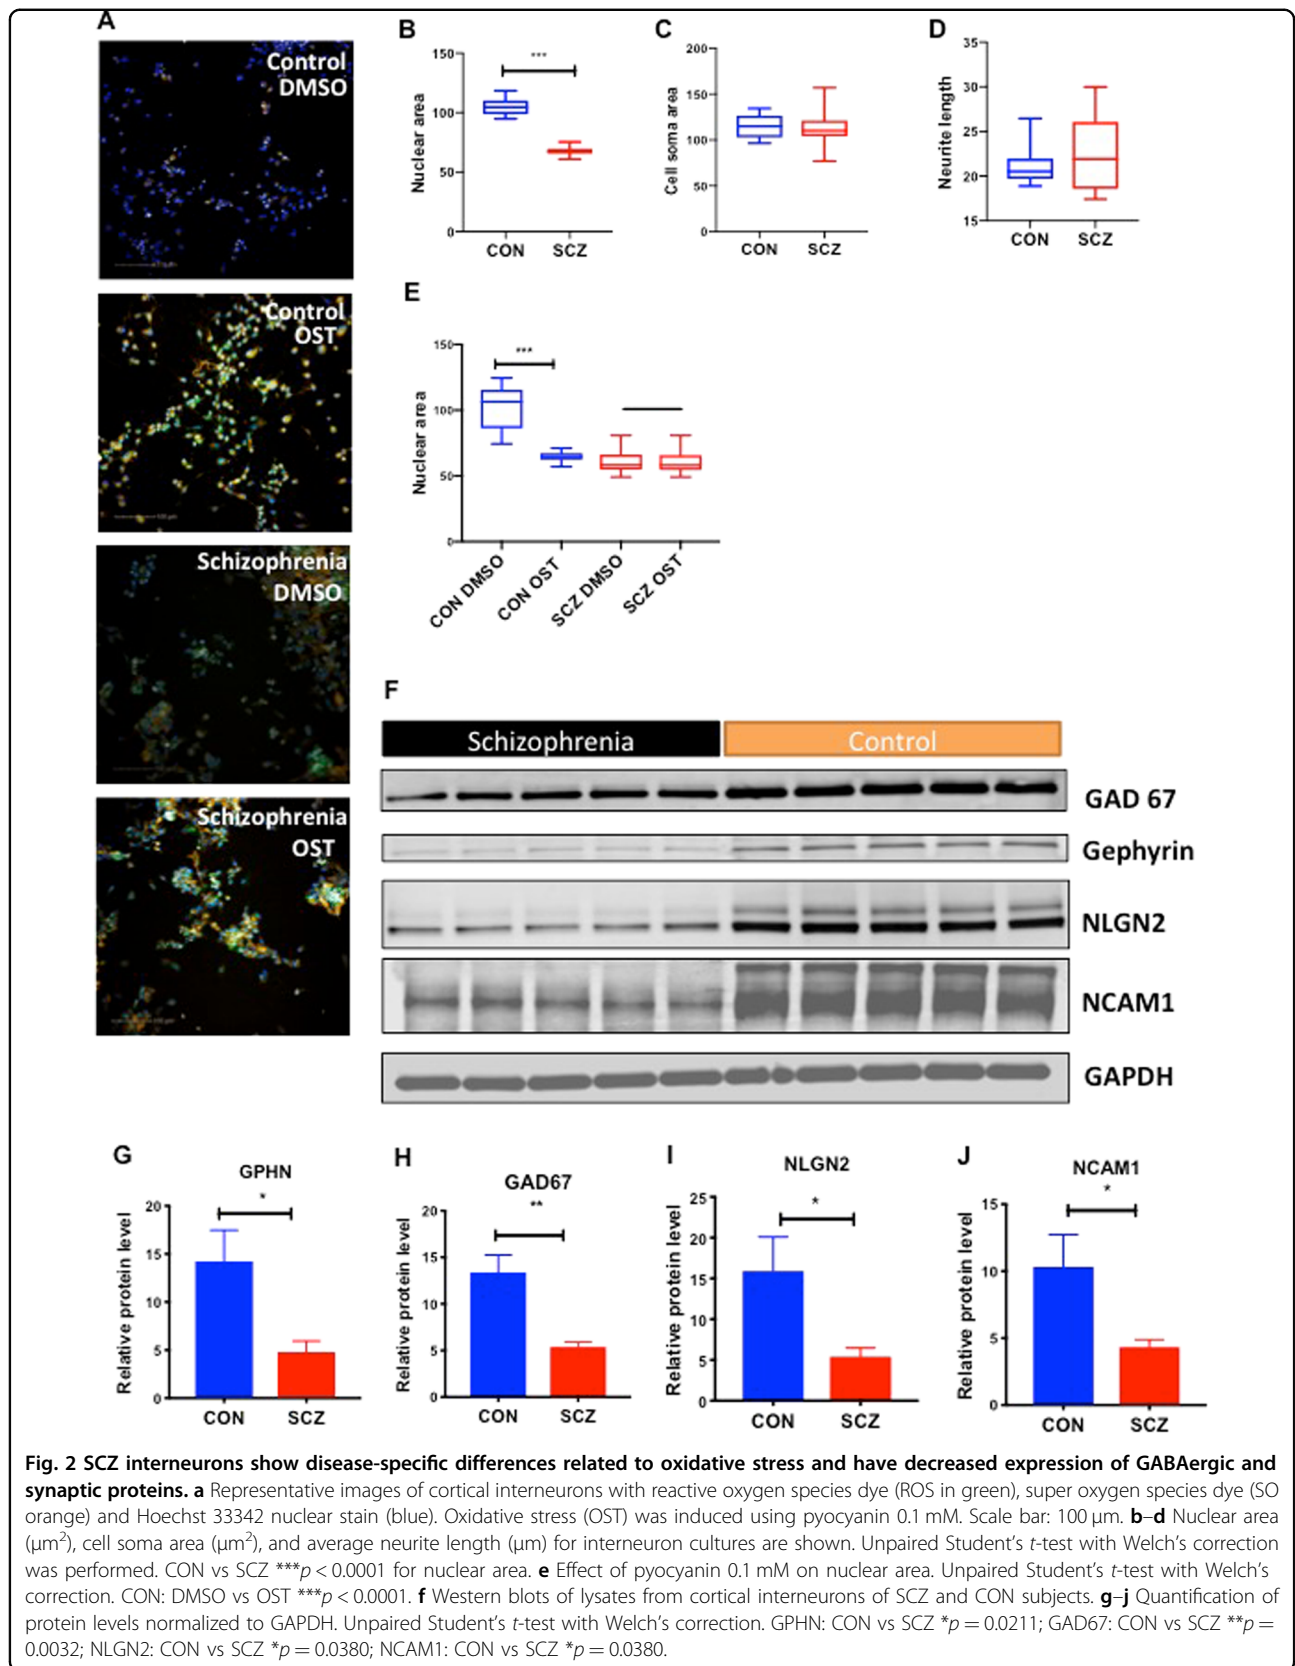 A
Control
DMSO
Control
OST
Schizophrenia
DMSO
Schizophrenia
OST
B
150
100
50
0
Nuclear area
***
CON
SCZ
C
200
150
100
50
0
Cell soma area
CON
SCZ
D
35
30
25
20
15
Neurite length
CON
SCZ
E
150
100
50
0
Nuclear area
***
CON DMSO
CON OST
SCZ DMSO
SCZ OST
F
Schizophrenia
Control
GAD 67
Gephyrin
NLGN2
NCAM1
GAPDH
G
GPHN
*
20
15
10
5
0
Relative protein level
CON
SCZ
H
GAD67
**
20
15
10
5
0
Relative protein level
CON
SCZ
I
NLGN2
*
25
20
15
10
5
0
Relative protein level
CON
SCZ
J
NCAM1
*
15
10
5
0
Relative protein level
CON
SCZ
Fig. 2 SCZ interneurons show disease-specific differences related to oxidative stress and have decreased expression of GABAergic and
synaptic proteins. a Representative images of cortical interneurons with reactive oxygen species dye (ROS in green), super oxygen species dye (SO
orange) and Hoechst 33342 nuclear stain (blue). Oxidative stress (OST) was induced using pyocyanin 0.1 mM. Scale bar: 100 μm. b–d Nuclear area
(μm²), cell soma area (μm²), and average neurite length (μm) for interneuron cultures are shown. Unpaired Student's t-test with Welch's correction
was performed. CON vs SCZ ***p < 0.0001 for nuclear area. e Effect of pyocyanin 0.1 mM on nuclear area. Unpaired Student's t-test with Welch's
correction. CON: DMSO vs OST ***p < 0.0001. f Western blots of lysates from cortical interneurons of SCZ and CON subjects. g–j Quantification of
protein levels normalized to GAPDH. Unpaired Student's t-test with Welch's correction. GPHN: CON vs SCZ *p = 0.0211; GAD67: CON vs SCZ **p =
0.0032; NLGN2: CON vs SCZ *p = 0.0380; NCAM1: CON vs SCZ *p = 0.0380.